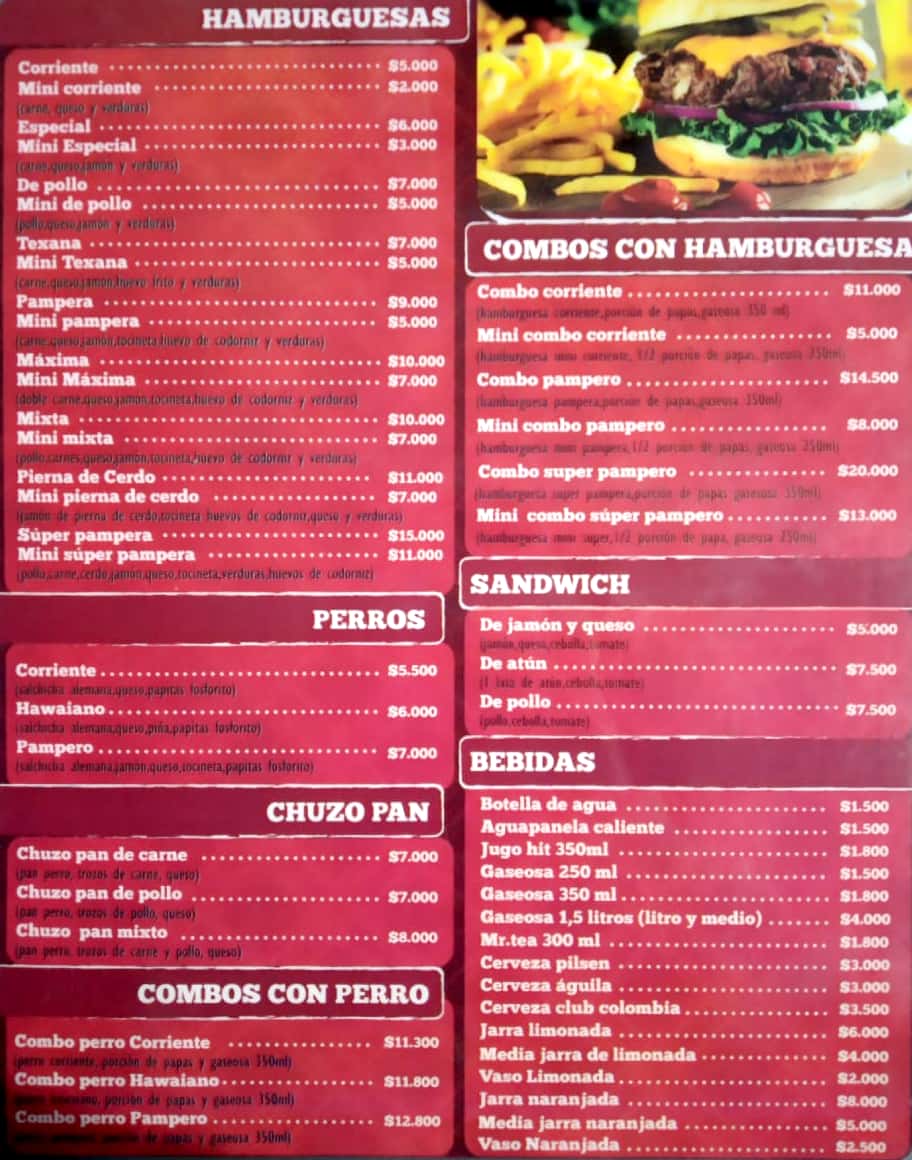 HAMBURGUESAS
Corriente $5.000
Mini corriente $2.000
(carne, queso y verduras)
Especial $6.000
Mini Especial $3.000
(carne,queso,jamón y verduras)
De pollo $7.000
Mini de pollo $5.000
(pollo,queso,jamón y verduras)
Texana $7.000
Mini Texana $5.000
(carne,queso,jamón,huevo frito y verduras)
Pampera $9.000
Mini pampera $5.000
(carne,queso,jamón,tocineta,huevo de codorniz y verduras)
Máxima $10.000
Mini Máxima $7.000
(doble carne,queso,jamón,tocineta,huevo de codorniz y verduras)
Mixta $10.000
Mini mixta $7.000
(pollo,carnes,queso,jamón,tocineta,huevo de codorniz y verduras)
Pierna de Cerdo $11.000
Mini pierna de cerdo $7.000
(jamón de pierna de cerdo,tocineta huevos de codorniz,queso y verduras)
Súper pampera $15.000
Mini súper pampera $11.000
(pollo,carne,cerdo,jamón,queso,tocineta,verduras,huevos de codorniz)
PERROS
Corriente $5.500
(salchicha alemana,queso,papitas fosforito)
Hawaiano $6.000
(salchicha alemana,queso,piña,papitas fosforito)
Pampero $7.000
(salchicha alemana,jamón,queso,tocineta,papitas fosforito)
CHUZO PAN
Chuzo pan de carne $7.000
(pan perro, trozos de carne, queso)
Chuzo pan de pollo $7.000
(pan perro, trozos de pollo, queso)
Chuzo pan mixto $8.000
(pan perro, trozos de carne y pollo, queso)
COMBOS CON PERRO
Combo perro Corriente $11.300
(perro corriente, porción de papas y gaseosa 350ml)
Combo perro Hawaiano $11.800
porción de papas y gaseosa 350ml)
Combo perro Pampero $12.800
de papas y gaseosa 350ml)
COMBOS CON HAMBURGUESA
Combo corriente $11.000
(hamburguesa corriente,porción de papas,gaseosa 350 ml)
Mini combo corriente $5.000
(hamburguesa mini corriente, 1/2 porción de papas, gaseosa 250ml)
Combo pampero $14.500
(hamburguesa pampera,porción de papas,gaseosa 350ml)
Mini combo pampero $8.000
(hamburguesa mini pampera,1/2 porción de papas, gaseosa 250ml)
Combo super pampero $20.000
(hamburguesa super pampera,porción de papas gaseosa 350ml)
Mini combo súper pampero $13.000
(hamburguesa mini super,1/2 porción de papa, gaseosa 250ml)
SANDWICH
De jamón y queso $5.000
(jamón,queso,cebolla,tomate)
De atún $7.500
(1 lata de atún,cebolla,tomate)
De pollo $7.500
(pollo,cebolla,tomate)
BEBIDAS
Botella de agua $1.500
Aguapanela caliente $1.500
Jugo hit 350ml $1.800
Gaseosa 250 ml $1.500
Gaseosa 350 ml $1.800
Gaseosa 1,5 litros (litro y medio) $4.000
Mr.tea 300 ml $1.800
Cerveza pilsen $3.000
Cerveza águila $3.000
Cerveza club colombia $3.500
Jarra limonada $6.000
Media jarra de limonada $4.000
Vaso Limonada $2.000
Jarra naranjada $8.000
Media jarra naranjada $5.000
Vaso Naranjada $2.500